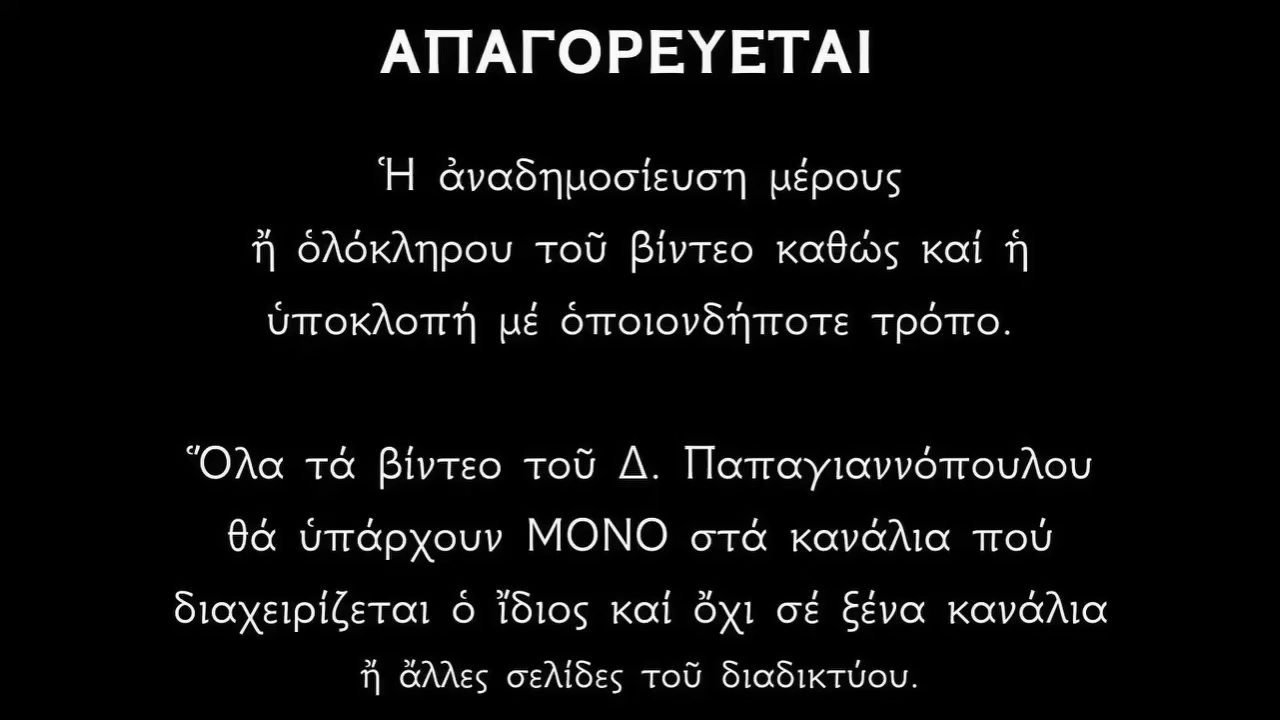 ΑΠΑΓΟΡΕΥΕΤΑΙ
Ἡ ἀναδημοσίευση μέρους
ἤ ὁλόκληρου τοῦ βίντεο καθώς καί ἡ
ὑποκλοπή μέ ὁποιονδήποτε τρόπο.
Ὅλα τά βίντεο τοῦ Δ. Παπαγιαννόπουλου
θά ὑπάρχουν ΜΟΝΟ στά κανάλια πού
διαχειρίζεται ὁ ἴδιος καί ὄχι σέ ξένα κανάλια
ἤ ἄλλες σελίδες τοῦ διαδικτύου.